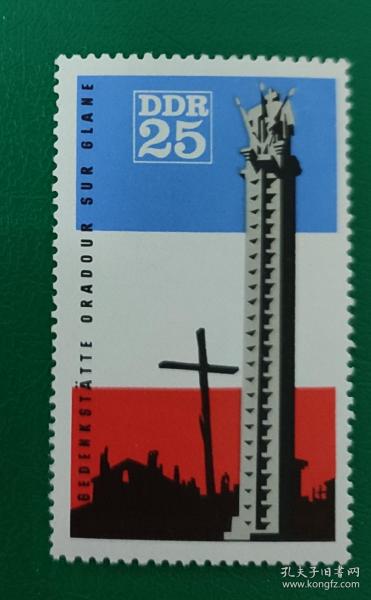 DDR
25
GEDENKSTÄTTE ORADOUR SUR GLANE
孔夫子旧书网
www.kongfz.com